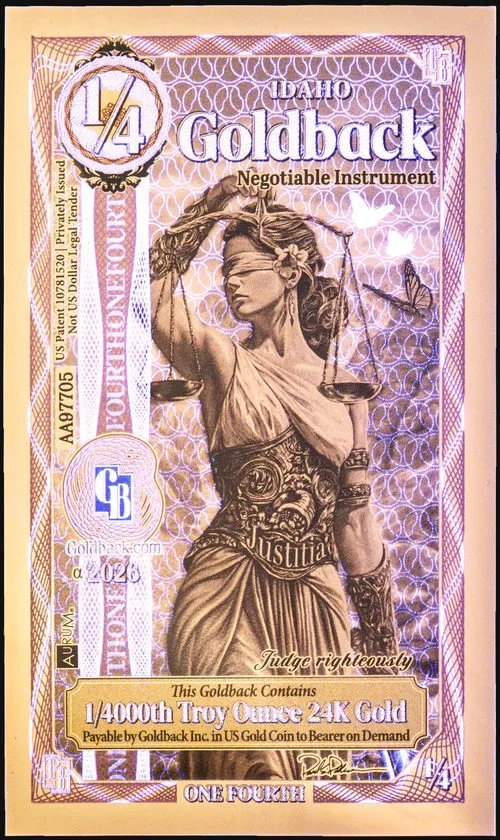 1/4
IDAHO
Goldback
Negotiable Instrument
US Patent 10781520 | Privately Issued
Not US Dollar Legal Tender
AA97705
FOURTHONEFOURT
GB
Goldback.com
α 2026
THONE
AURUM®
Justitia
Judge righteously
This Goldback Contains
1/4000th Troy Ounce 24K Gold
Payable by Goldback Inc. in US Gold Coin to Bearer on Demand
ONE FOURTH
1/4